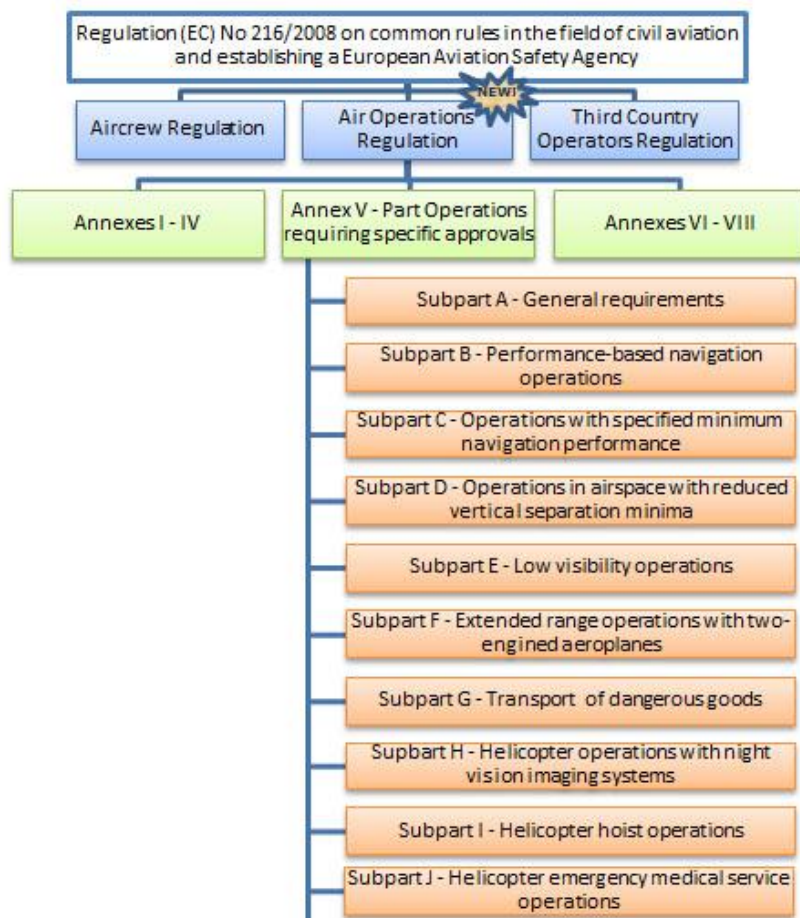 Regulation (EC) No 216/2008 on common rules in the field of civil aviation
and establishing a European Aviation Safety Agency
NEW!
Aircrew Regulation
Air Operations
Regulation
Third Country
Operators Regulation
Annexes I - IV
Annex V - Part Operations
requiring specific approvals
Annexes VI - VIII
Subpart A - General requirements
Subpart B - Performance-based navigation
operations
Subpart C - Operations with specified minimum
navigation performance
Subpart D - Operations in airspace with reduced
vertical separation minima
Subpart E - Low visibility operations
Subpart F - Extended range operations with two-
engined aeroplanes
Subpart G - Transport of dangerous goods
Supbart H - Helicopter operations with night
vision imaging systems
Subpart I - Helicopter hoist operations
Subpart J - Helicopter emergency medical service
operations